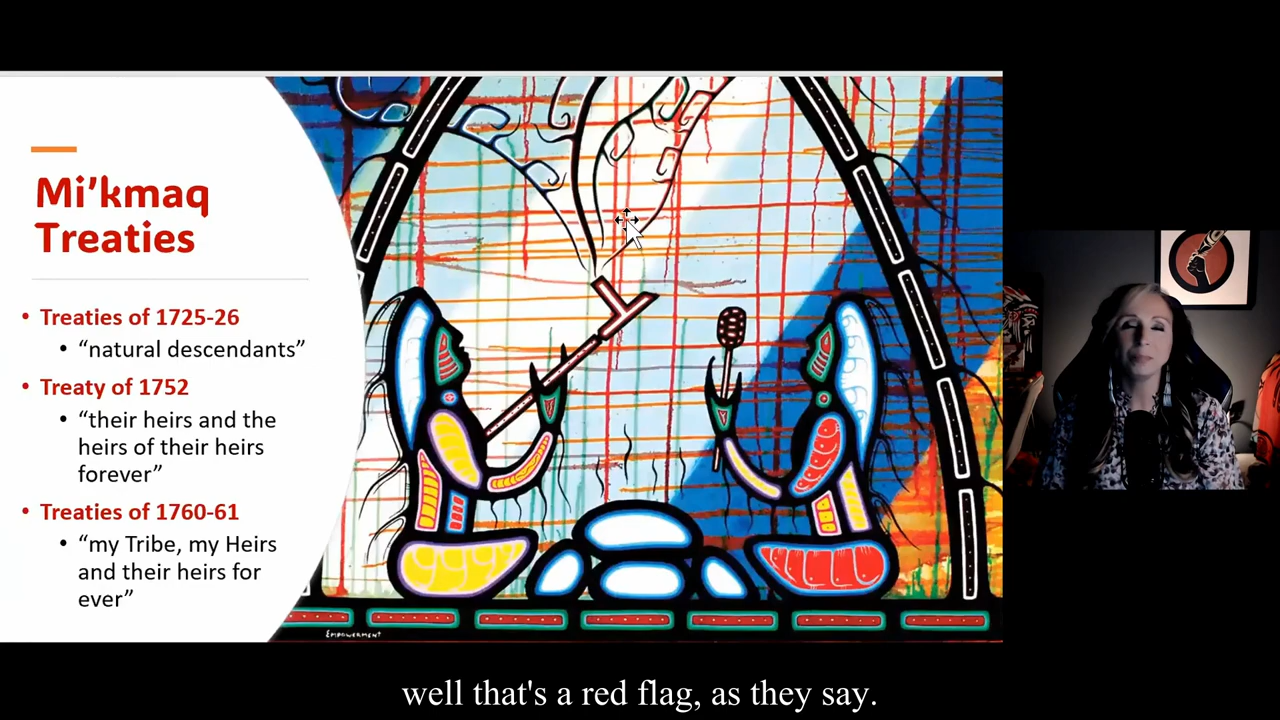 Mi’kmaq
Treaties
• Treaties of 1725-26
• “natural descendants”
• Treaty of 1752
• “their heirs and the
heirs of their heirs
forever”
• Treaties of 1760-61
• “my Tribe, my Heirs
and their heirs for
ever”
EMPOWERMENT
well that's a red flag, as they say.